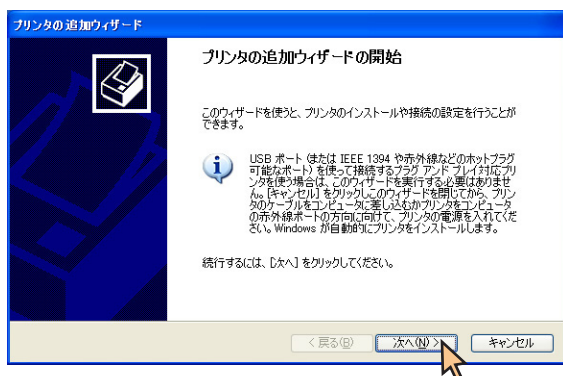 プリンタの追加ウィザード
プリンタの追加ウィザードの開始
このウィザードを使うと、プリンタのインストールや接続の設定を行うことが
できます。
USB ポート (または IEEE 1394 や赤外線などのホットプラグ
可能なポート) を使って接続するプラグ アンド プレイ対応プリ
ンタを使う場合は、このウィザードを実行する必要はありませ
ん。[キャンセル] をクリックしこのウィザードを閉じてから、プリン
タのケーブルをコンピュータに差し込むかプリンタをコンピュータ
の赤外線ポートの方向に向けて、プリンタの電源を入れてくだ
さい。Windows が自動的にプリンタをインストールします。
続行するには、[次へ] をクリックしてください。
< 戻る(B) 次へ(N) > キャンセル